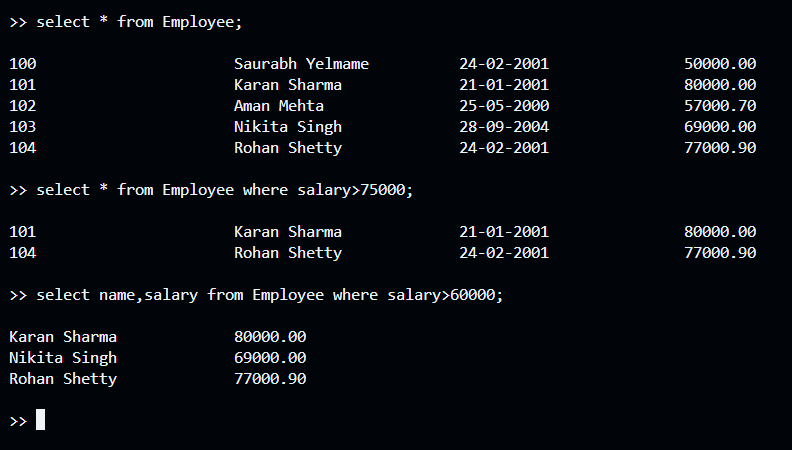 >> select * from Employee;
100 Saurabh Yelmame 24-02-2001 50000.00
101 Karan Sharma 21-01-2001 80000.00
102 Aman Mehta 25-05-2000 57000.70
103 Nikita Singh 28-09-2004 69000.00
104 Rohan Shetty 24-02-2001 77000.90
>> select * from Employee where salary>75000;
101 Karan Sharma 21-01-2001 80000.00
104 Rohan Shetty 24-02-2001 77000.90
>> select name,salary from Employee where salary>60000;
Karan Sharma 80000.00
Nikita Singh 69000.00
Rohan Shetty 77000.90
>>